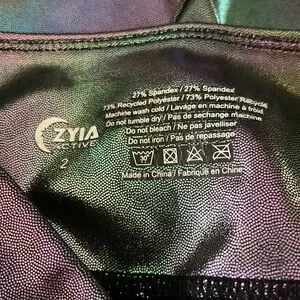 ZYIA
ACTIVE
2
27% Spandex / 27% Spandex
73% Recycled Polyester / 73% Polyester Recyclé
Machine wash cold / Lavage en machine à froid
Do not tumble dry / Pas de sechange machine
Do not bleach / Ne pas javelliser
Do not iron / Pas de repassage
30°
Made in China / Fabriqué en Chine